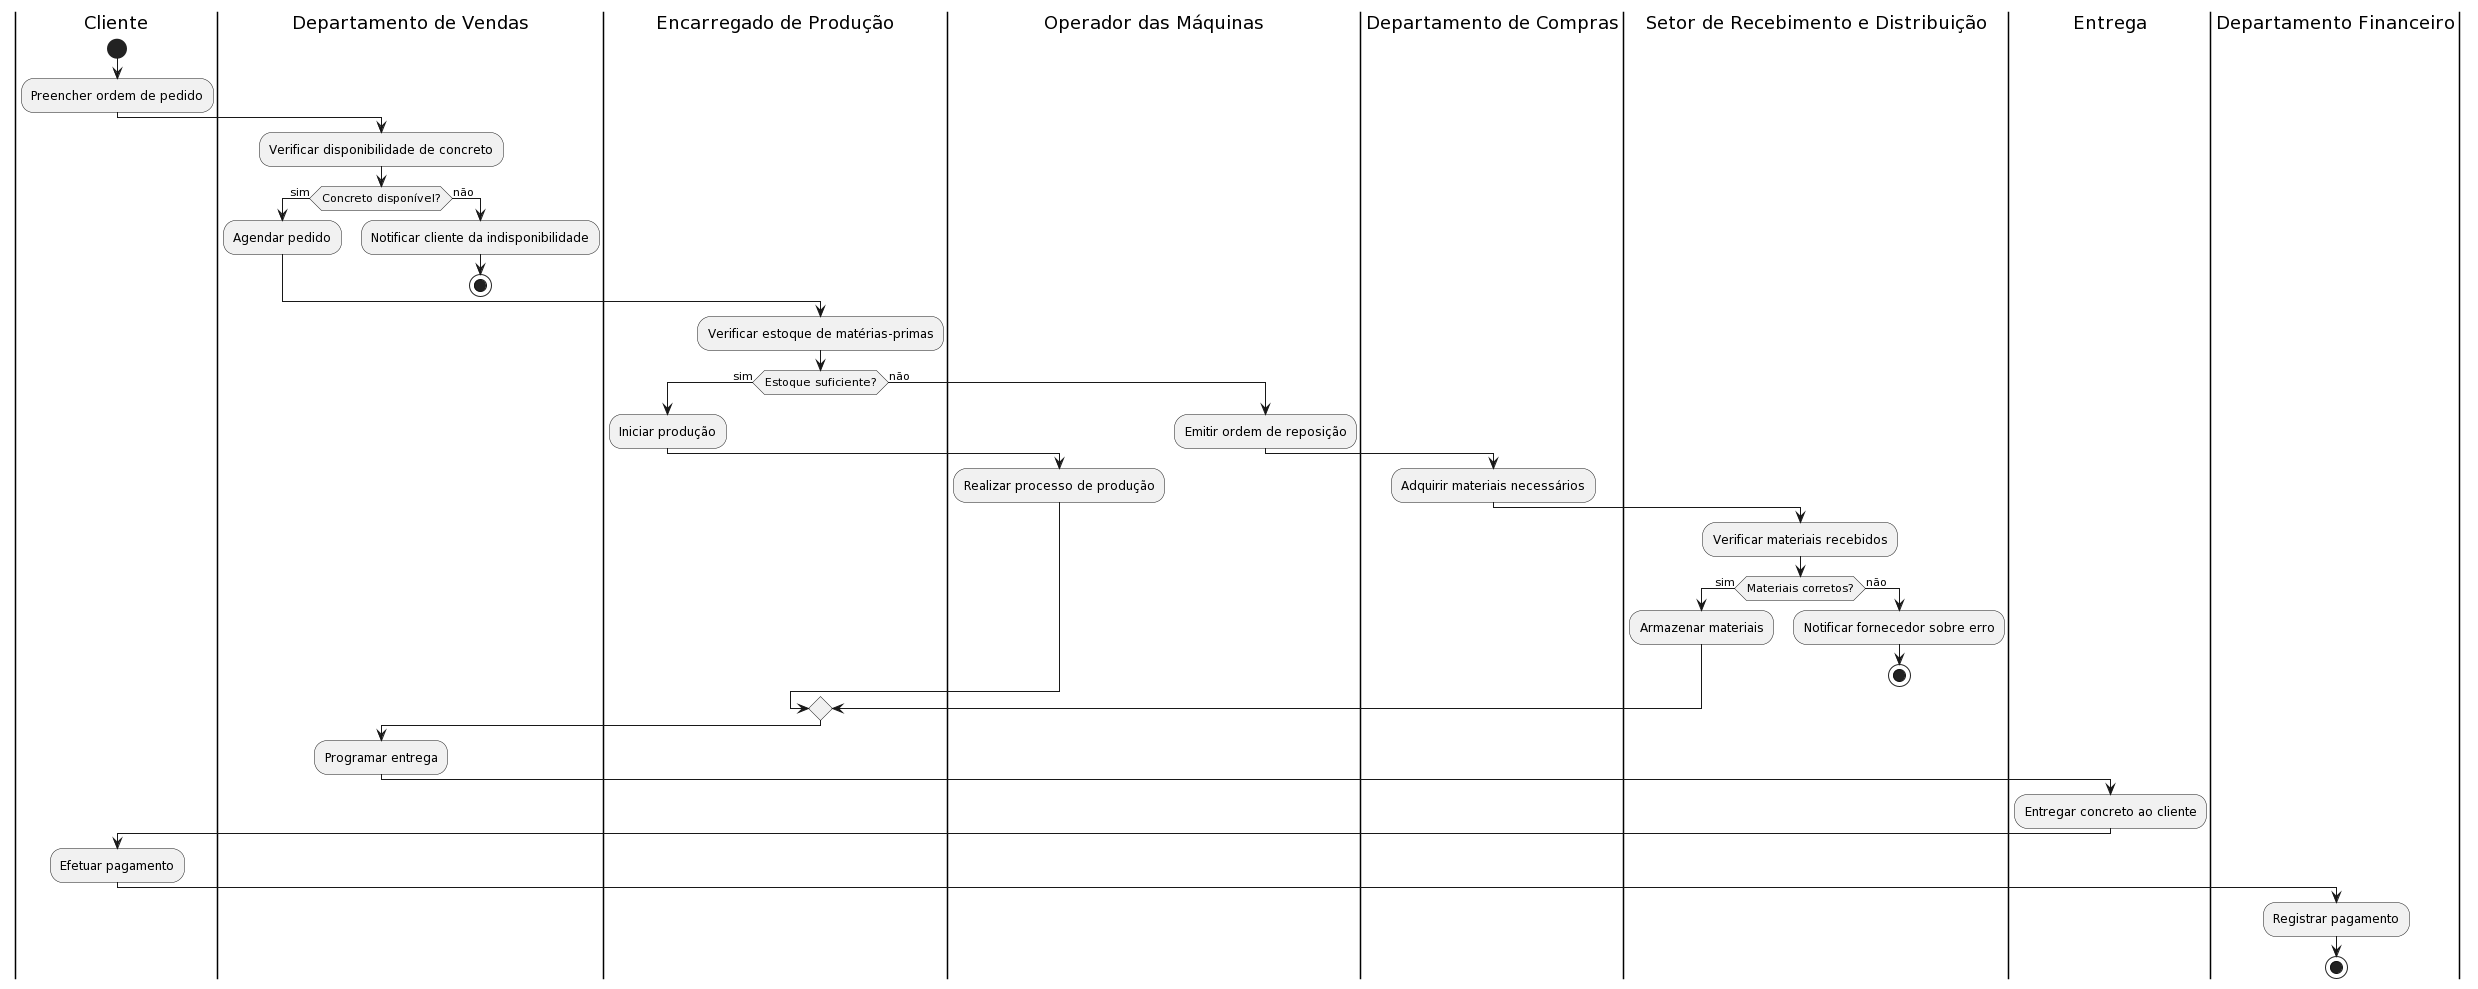 Cliente
Departamento de Vendas
Encarregado de Produção
Operador das Máquinas
Departamento de Compras
Setor de Recebimento e Distribuição
Entrega
Departamento Financeiro
Preencher ordem de pedido
Verificar disponibilidade de concreto
sim
Concreto disponível?
não
Agendar pedido
Notificar cliente da indisponibilidade
Verificar estoque de matérias-primas
sim
Estoque suficiente?
não
Iniciar produção
Emitir ordem de reposição
Realizar processo de produção
Adquirir materiais necessários
Verificar materiais recebidos
sim
Materiais corretos?
não
Armazenar materiais
Notificar fornecedor sobre erro
Programar entrega
Entregar concreto ao cliente
Efetuar pagamento
Registrar pagamento